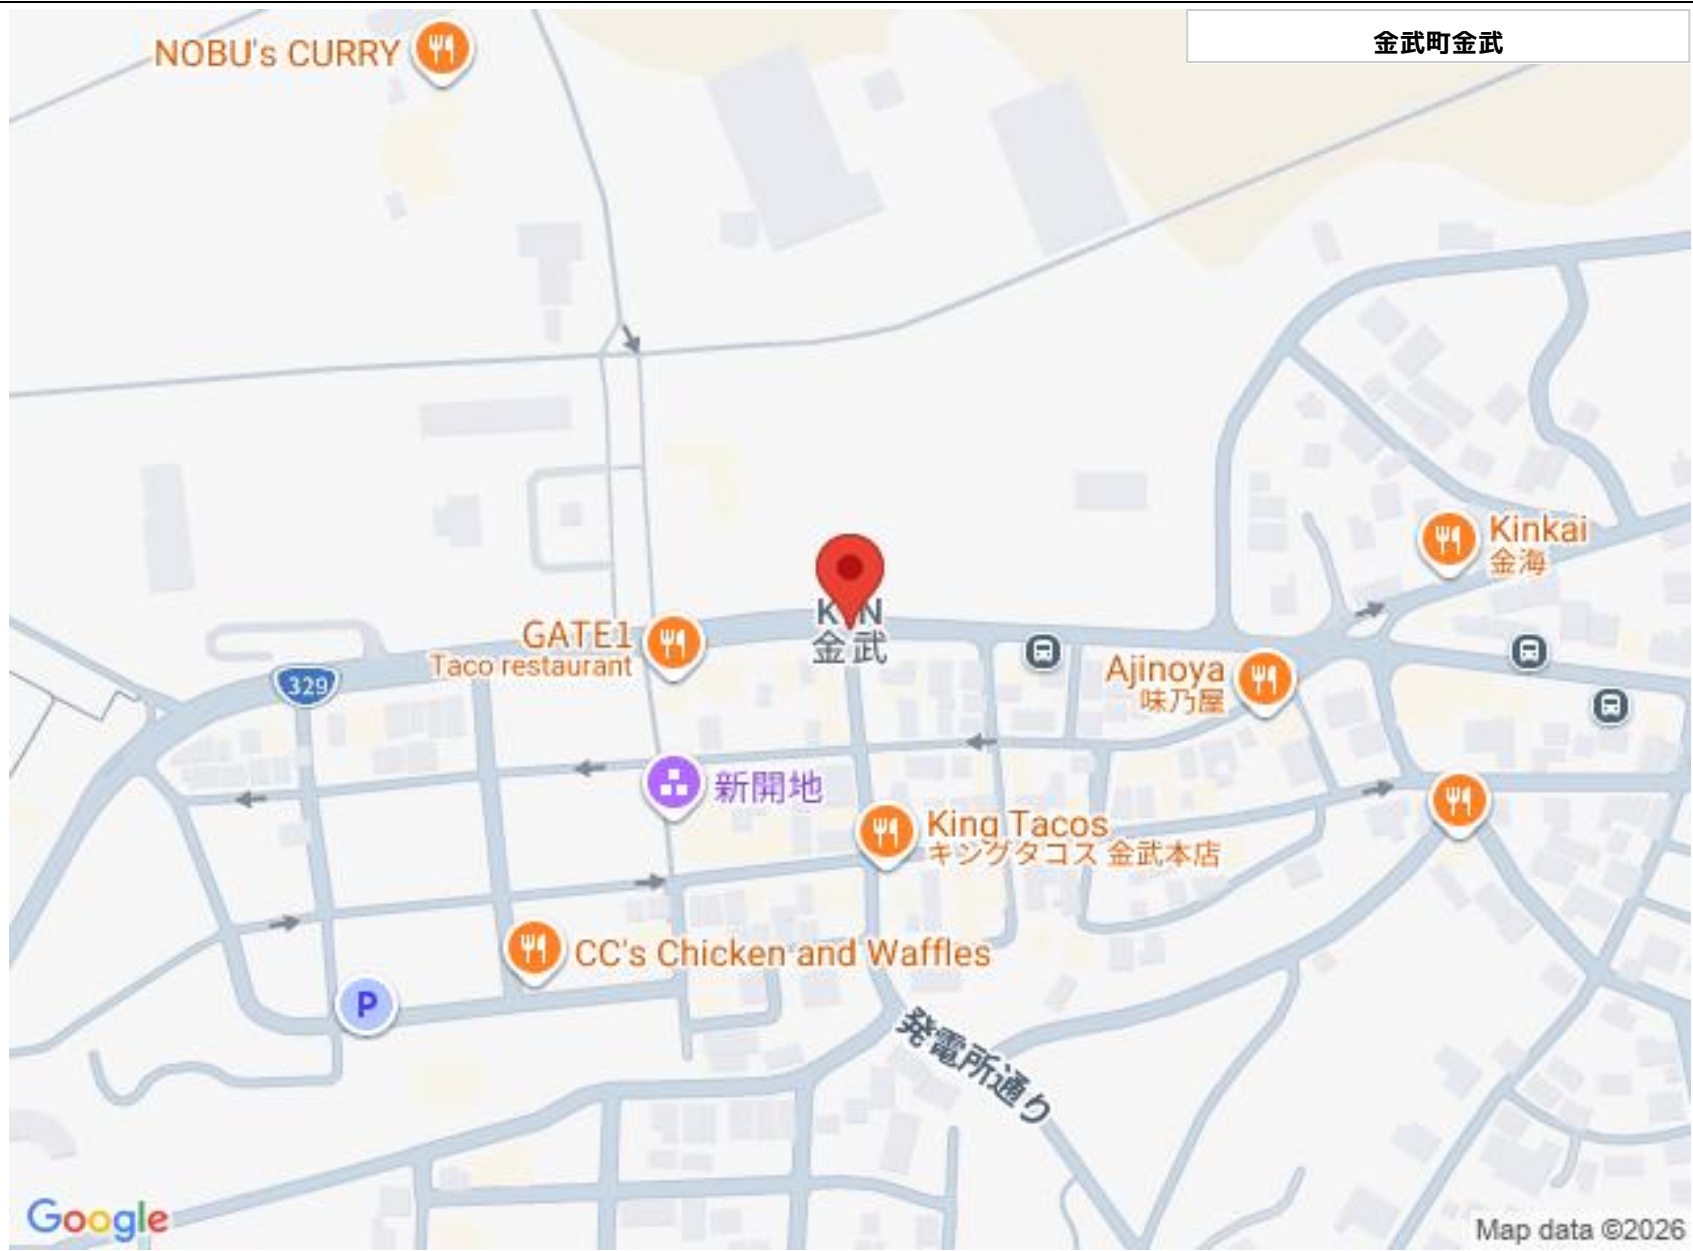 金武町金武
NOBU's CURRY
Kinkai
金海
KIN
金武
GATE1
Taco restaurant
329
Ajinoya
味乃屋
新開地
King Tacos
キングタコス 金武本店
CC's Chicken and Waffles
P
発電所通り
Google
Map data ©2026